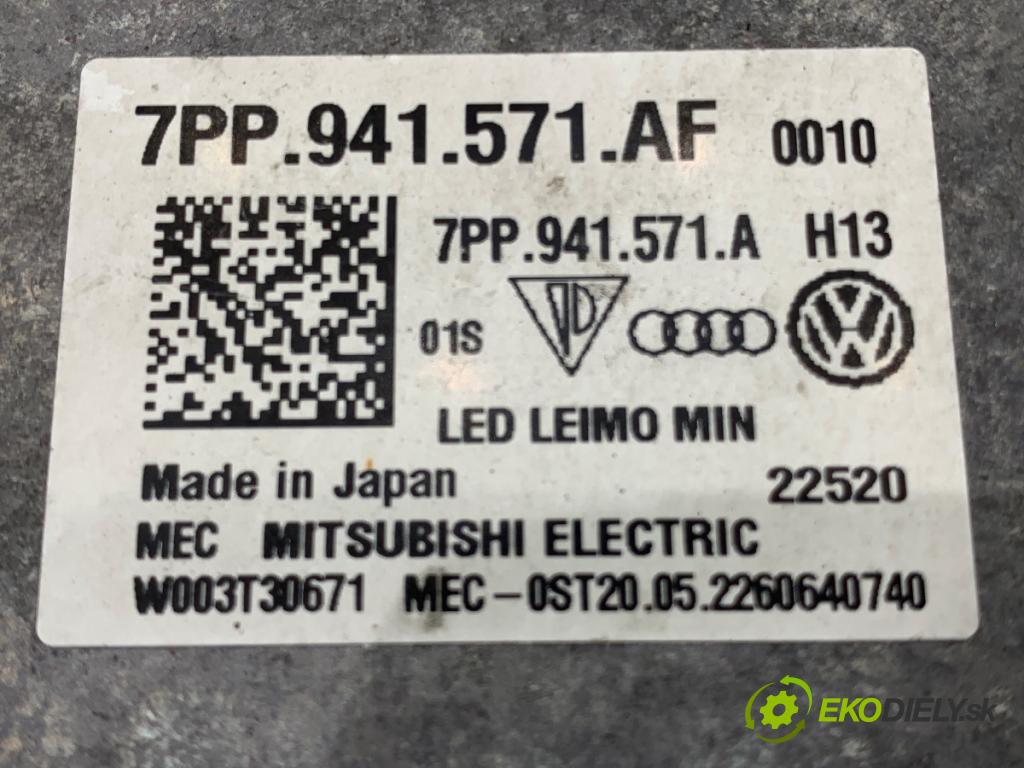 7PP.941.571.AF 0010
7PP.941.571.A H13
01S
LED LEIMO MIN
Made in Japan 22520
MEC MITSUBISHI ELECTRIC
W003T30671 MEC-0ST20.05.2260640740
EKODIELY.sk